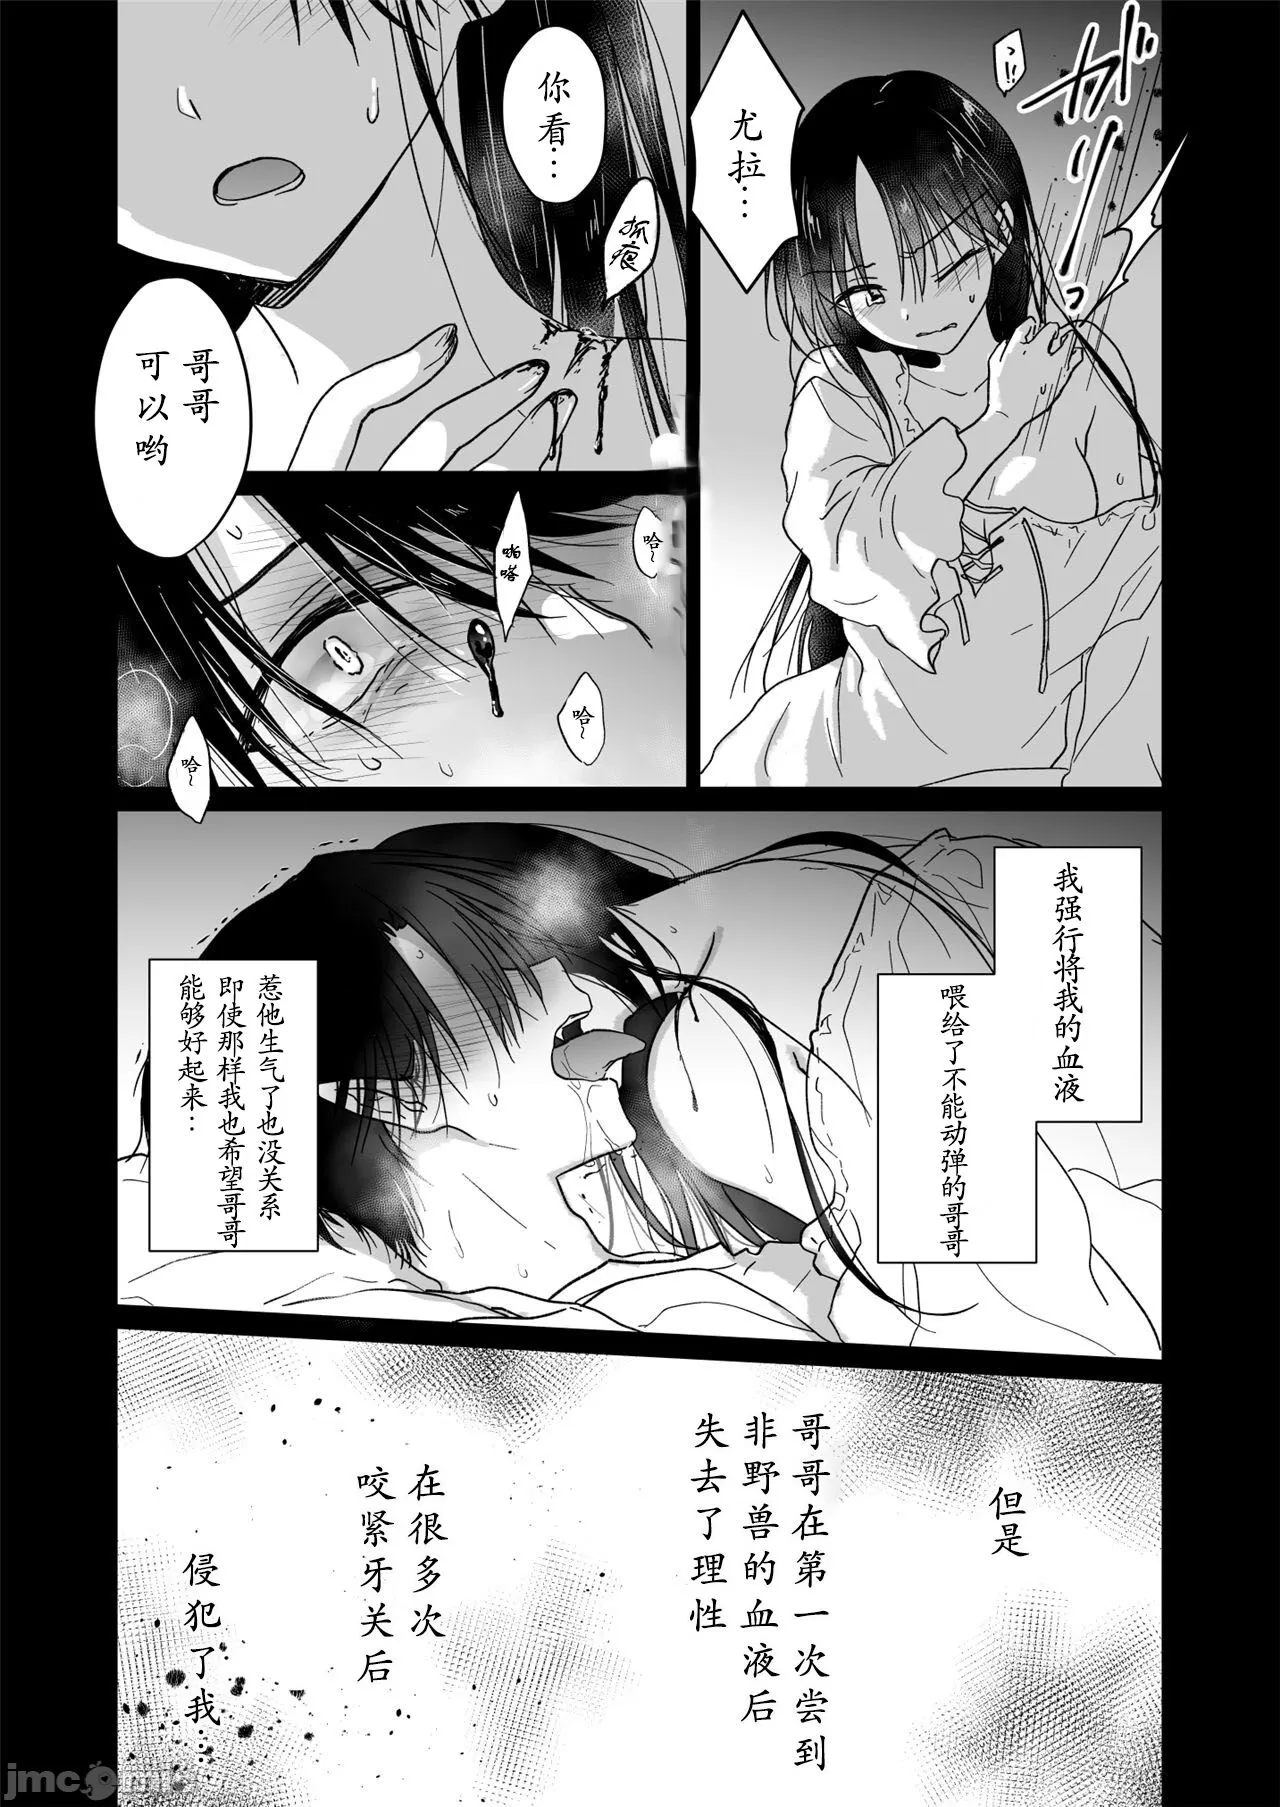 ガリッ
っ!!
尤拉…
你看…
抓痕
哥哥
可以哟
哈~
啪嗒
哈~
哈~
我强行将我的血液
喂给了不能动弹的哥哥
惹他生气了也没关系
即使那样我也希望哥哥
能够好起来…
但是
哥哥在第一次尝到
非野兽的血液后
失去了理性
在很多次
咬紧牙关后
侵犯了我…
jmcomic